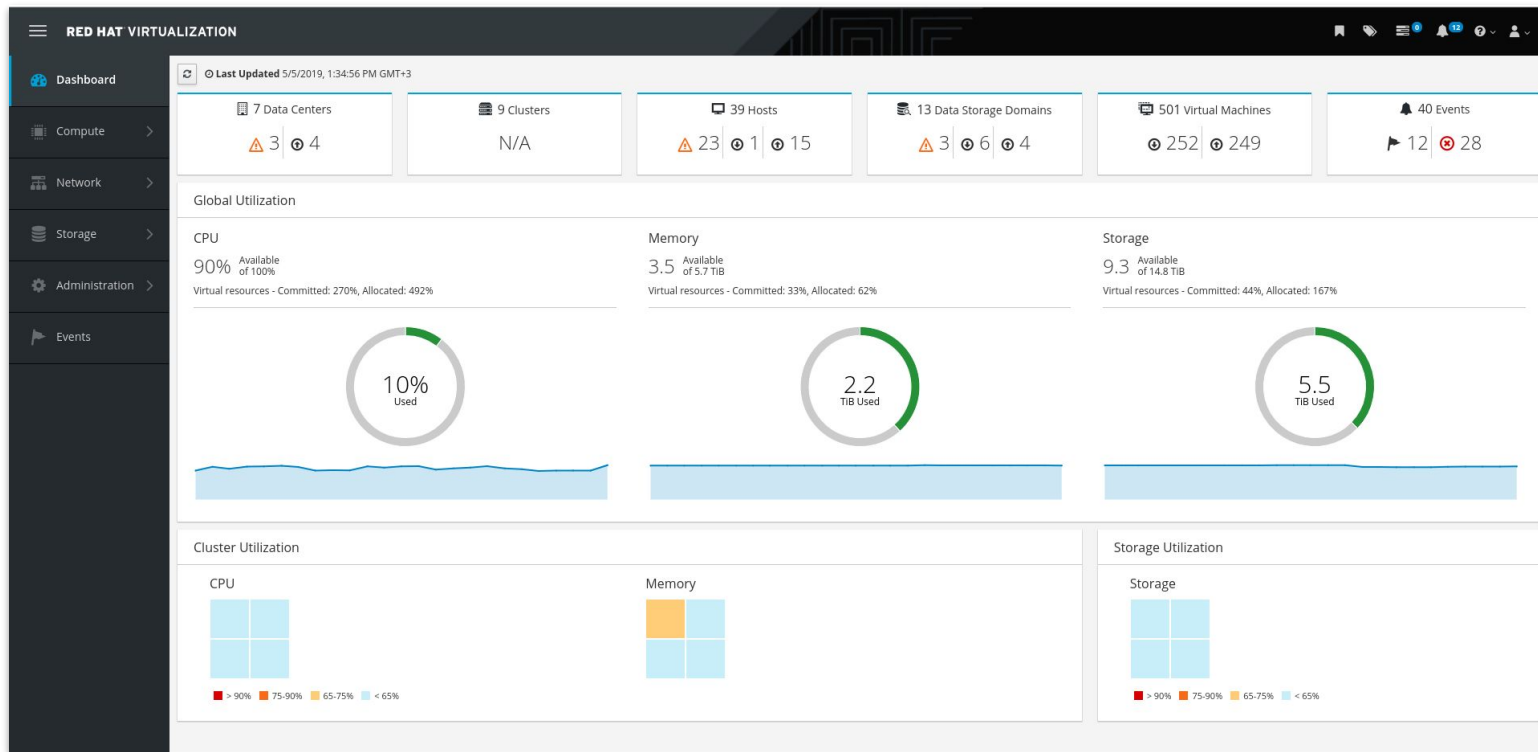 RED HAT VIRTUALIZATION
0
12
Dashboard
Compute
Network
Storage
Administration
Events
Last Updated 5/5/2019, 1:34:56 PM GMT+3
7 Data Centers
3 4
9 Clusters
N/A
39 Hosts
23 1 15
13 Data Storage Domains
3 6 4
501 Virtual Machines
252 249
40 Events
12 28
Global Utilization
CPU
90% Available
of 100%
Virtual resources - Committed: 270%, Allocated: 492%
10%
Used
Memory
3.5 Available
of 5.7 TiB
Virtual resources - Committed: 33%, Allocated: 62%
2.2
TiB Used
Storage
9.3 Available
of 14.8 TiB
Virtual resources - Committed: 44%, Allocated: 167%
5.5
TiB Used
Cluster Utilization
CPU
Memory
> 90% 75-90% 65-75% < 65%
Storage Utilization
Storage
> 90% 75-90% 65-75% < 65%